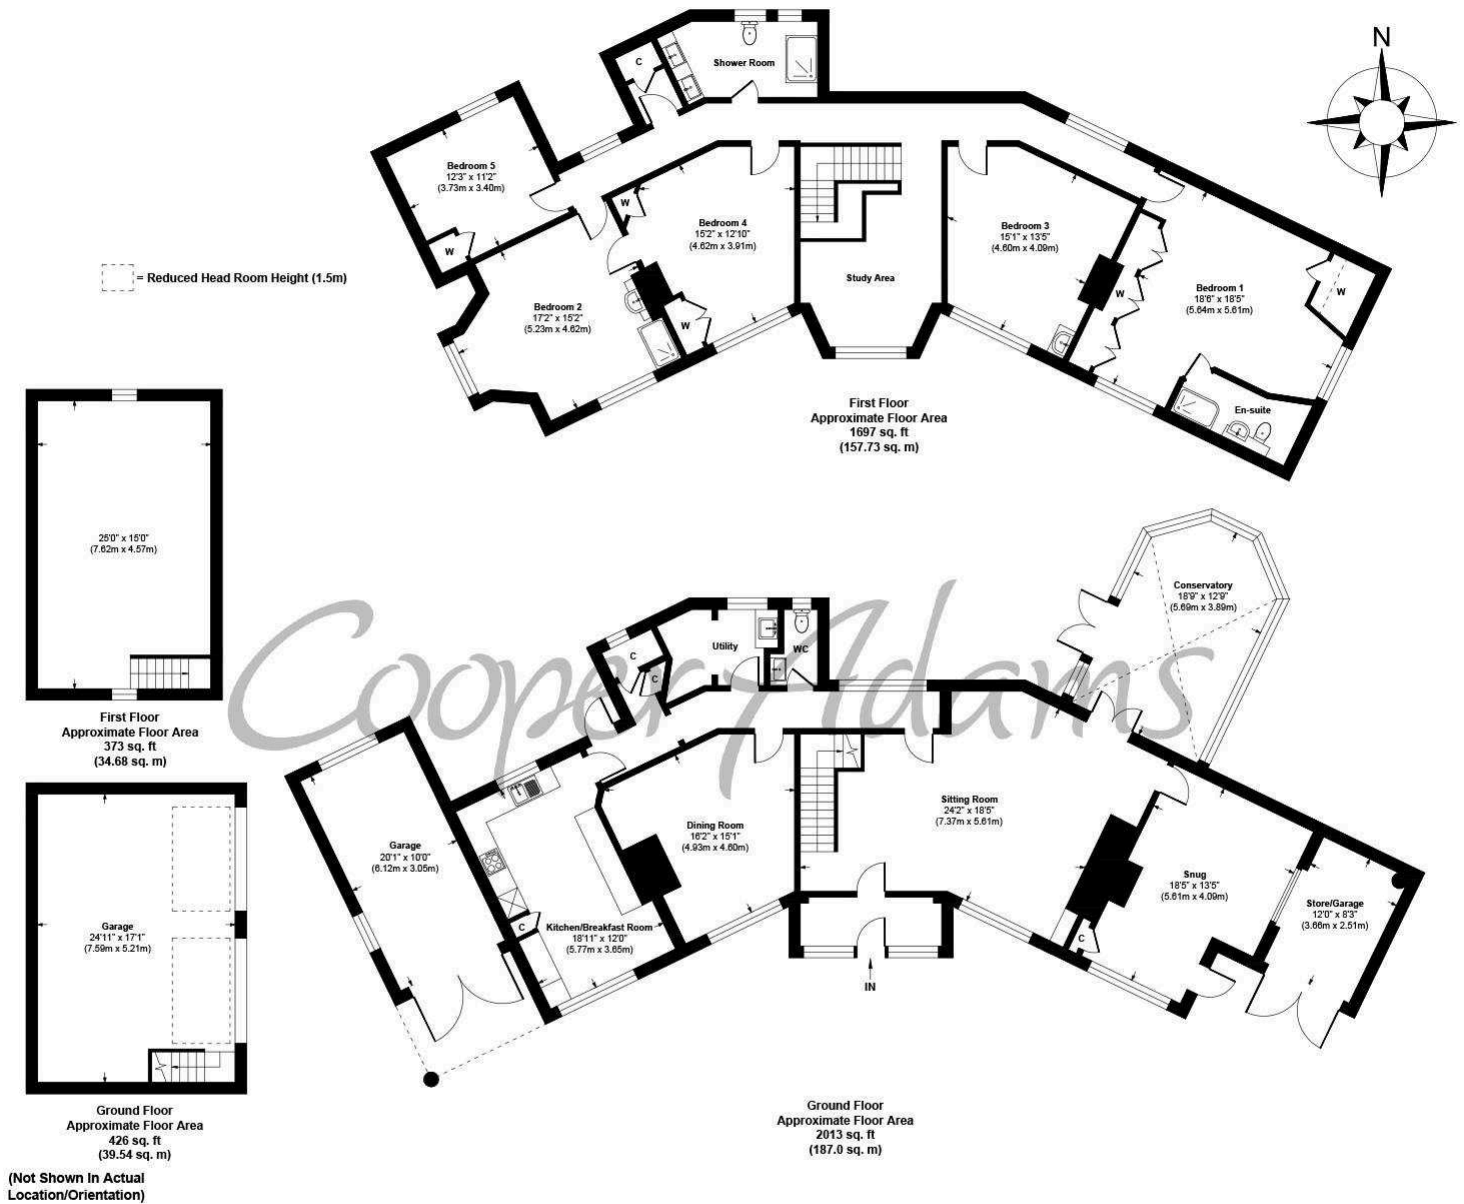 N
C
Shower Room
Bedroom 5
12'3" x 11'2"
(3.73m x 3.40m)
W
W
Bedroom 4
15'2" x 12'10"
(4.62m x 3.91m)
Bedroom 3
15'1" x 13'5"
(4.60m x 4.09m)
= Reduced Head Room Height (1.5m)
Study Area
Bedroom 2
17'2" x 15'2"
(5.23m x 4.62m)
W
W
Bedroom 1
18'6" x 18'5"
(5.64m x 5.61m)
W
En-suite
First Floor
Approximate Floor Area
1697 sq. ft
(157.73 sq. m)
25'0" x 15'0"
(7.62m x 4.57m)
First Floor
Approximate Floor Area
373 sq. ft
(34.68 sq. m)
Cooper Adams
Conservatory
18'9" x 12'9"
(5.69m x 3.89m)
C
C
Utility
WC
Garage
20'1" x 10'0"
(6.12m x 3.05m)
Dining Room
16'2" x 15'1"
(4.93m x 4.60m)
Sitting Room
24'2" x 18'5"
(7.37m x 5.61m)
Snug
18'5" x 13'5"
(5.61m x 4.09m)
Store/Garage
12'0" x 8'3"
(3.66m x 2.51m)
C
Kitchen/Breakfast Room
18'11" x 12'0"
(5.77m x 3.65m)
C
IN
Garage
24'11" x 17'1"
(7.59m x 5.21m)
Ground Floor
Approximate Floor Area
426 sq. ft
(39.54 sq. m)
Ground Floor
Approximate Floor Area
2013 sq. ft
(187.0 sq. m)
(Not Shown In Actual
Location/Orientation)